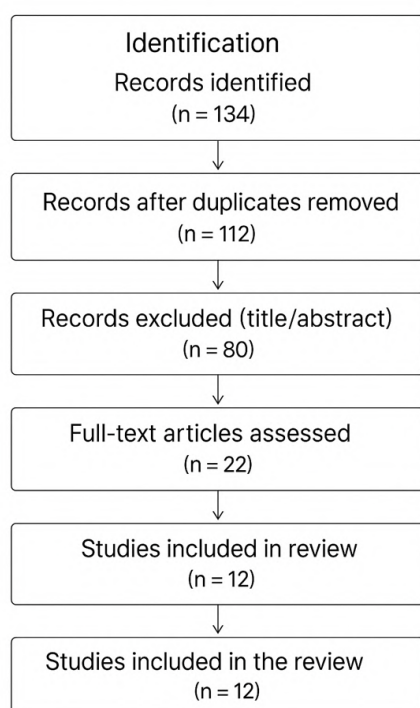 Identification
Records identified
(n = 134)
Records after duplicates removed
(n = 112)
Records excluded (title/abstract)
(n = 80)
Full-text articles assessed
(n = 22)
Studies included in review
(n = 12)
Studies included in the review
(n = 12)